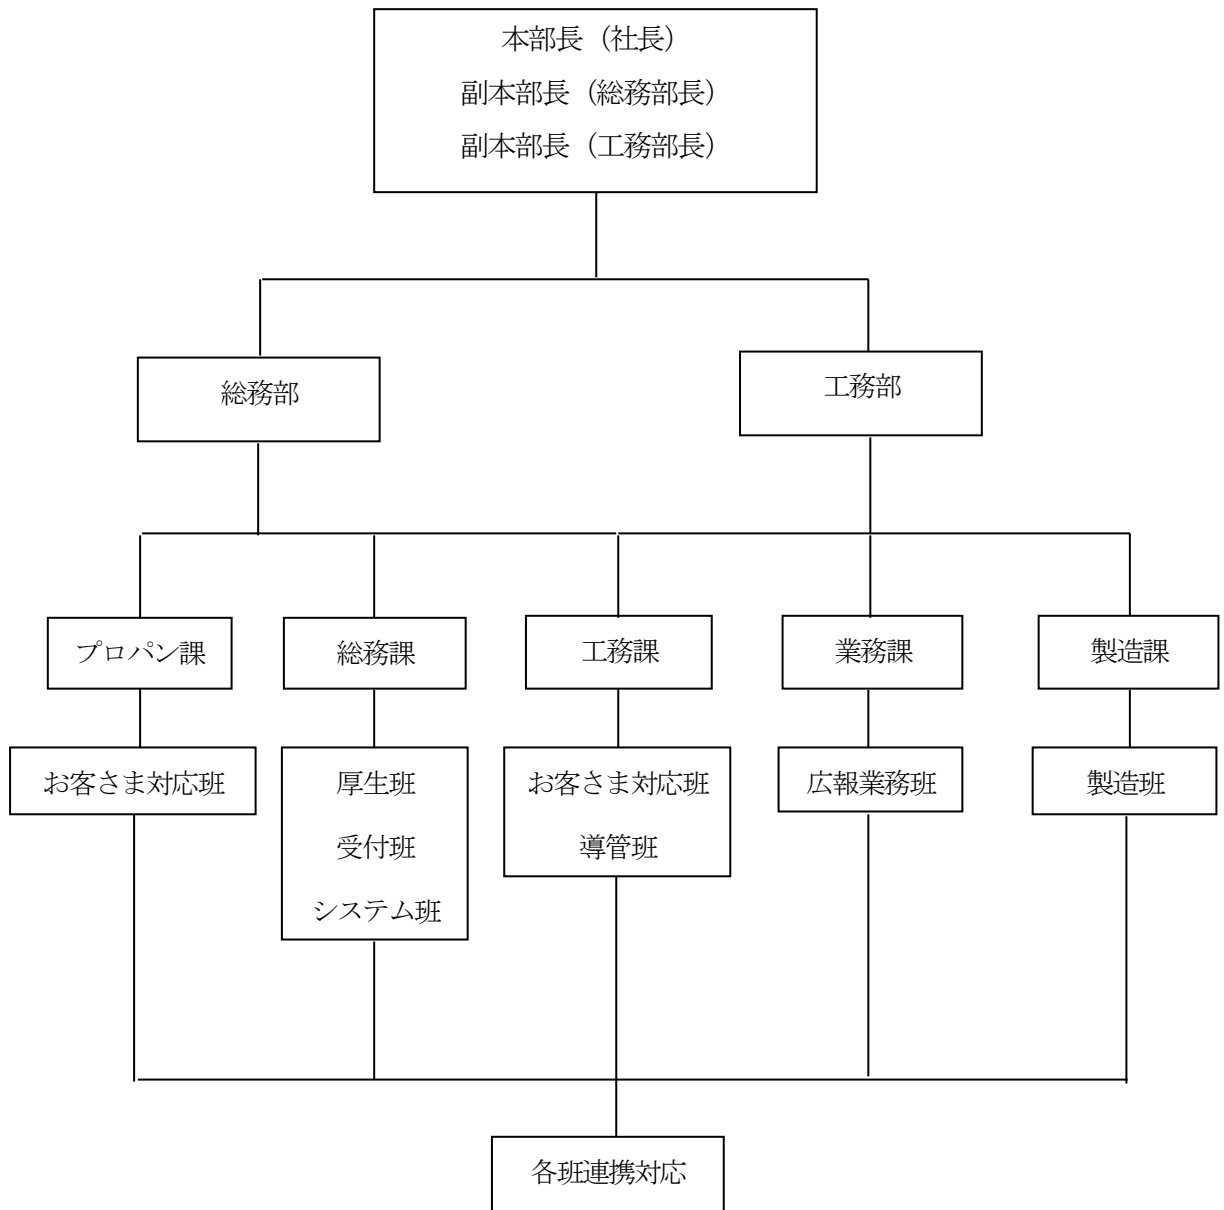 本部長（社長）
副本部長（総務部長）
副本部長（工務部長）
総務部
工務部
プロパン課
総務課
工務課
業務課
製造課
お客さま対応班
厚生班
受付班
システム班
お客さま対応班
導管班
広報業務班
製造班
各班連携対応